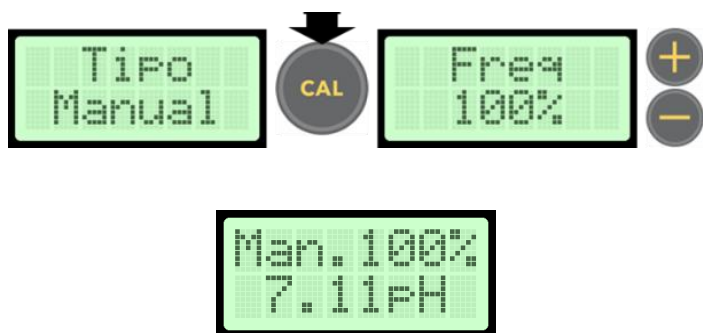 Tipo
Manual
CAL
Freq
100%
+
−
Man.100%
7.11pH